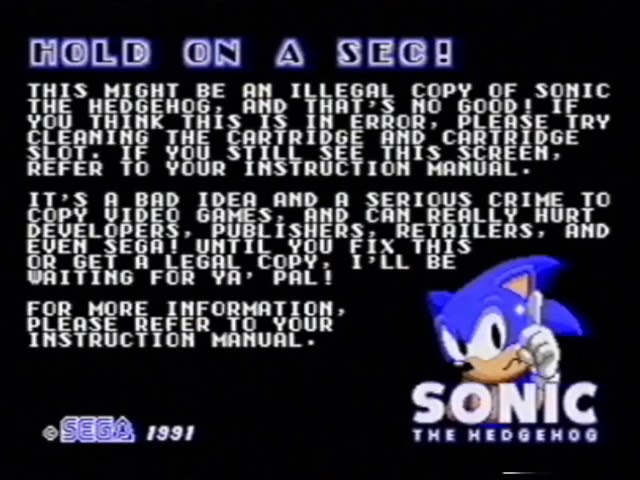 HOLD ON A SEC!
THIS MIGHT BE AN ILLEGAL COPY OF SONIC
THE HEDGEHOG, AND THAT'S NO GOOD! IF
YOU THINK THIS IS IN ERROR, PLEASE TRY
CLEANING THE CARTRIDGE AND CARTRIDGE
SLOT. IF YOU STILL SEE THIS SCREEN,
REFER TO YOUR INSTRUCTION MANUAL.
IT'S A BAD IDEA AND A SERIOUS CRIME TO
COPY VIDEO GAMES, AND CAN REALLY HURT
DEVELOPERS, PUBLISHERS, RETAILERS, AND
EVEN SEGA! UNTIL YOU FIX THIS
OR GET A LEGAL COPY, I'LL BE
WAITING FOR YA' PAL!
FOR MORE INFORMATION,
PLEASE REFER TO YOUR
INSTRUCTION MANUAL.
SONIC
THE HEDGEHOG
© SEGA 1991